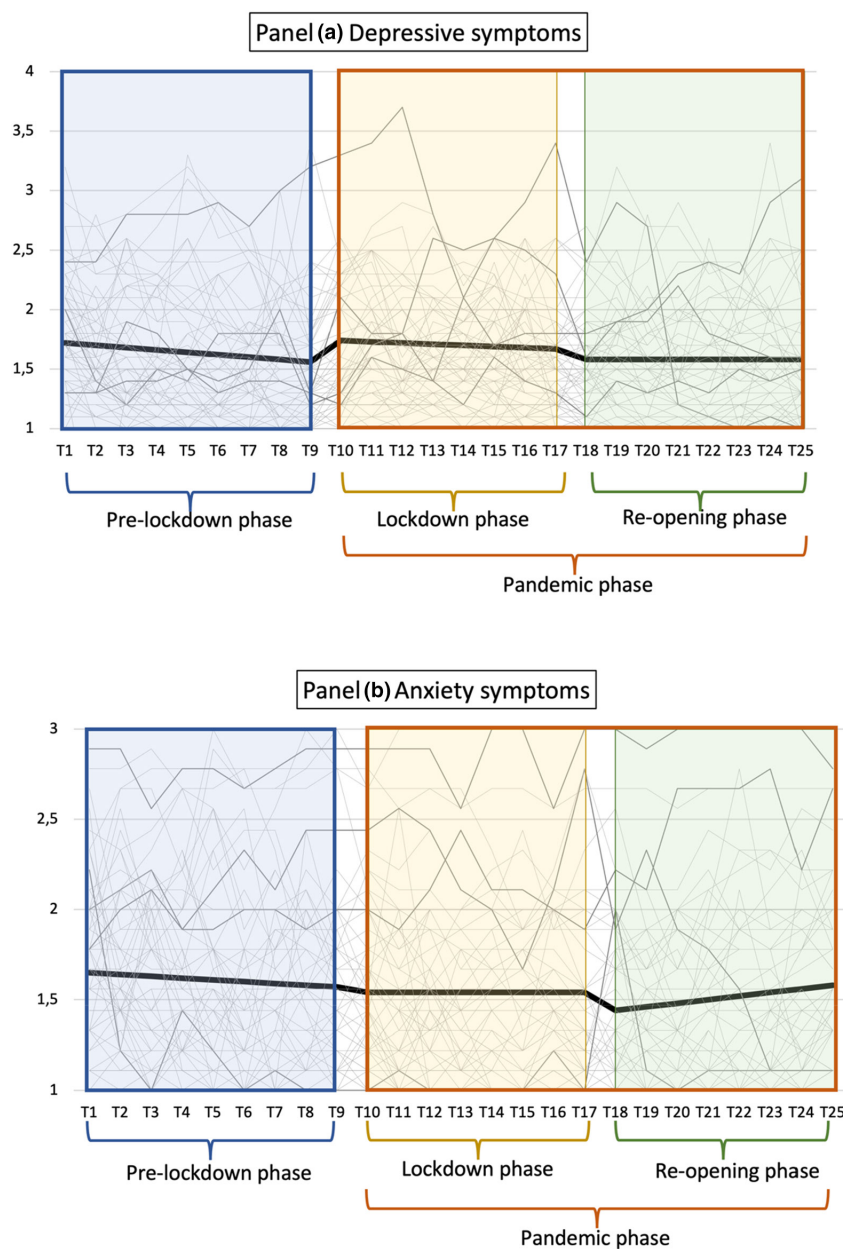 Panel (a) Depressive symptoms
4
3,5
3
2,5
2
1,5
1
T1 T2 T3 T4 T5 T6 T7 T8 T9 T10 T11 T12 T13 T14 T15 T16 T17 T18 T19 T20 T21 T22 T23 T24 T25
Pre-lockdown phase Lockdown phase Re-opening phase
Pandemic phase
Panel (b) Anxiety symptoms
3
2,5
2
1,5
1
T1 T2 T3 T4 T5 T6 T7 T8 T9 T10 T11 T12 T13 T14 T15 T16 T17 T18 T19 T20 T21 T22 T23 T24 T25
Pre-lockdown phase Lockdown phase Re-opening phase
Pandemic phase